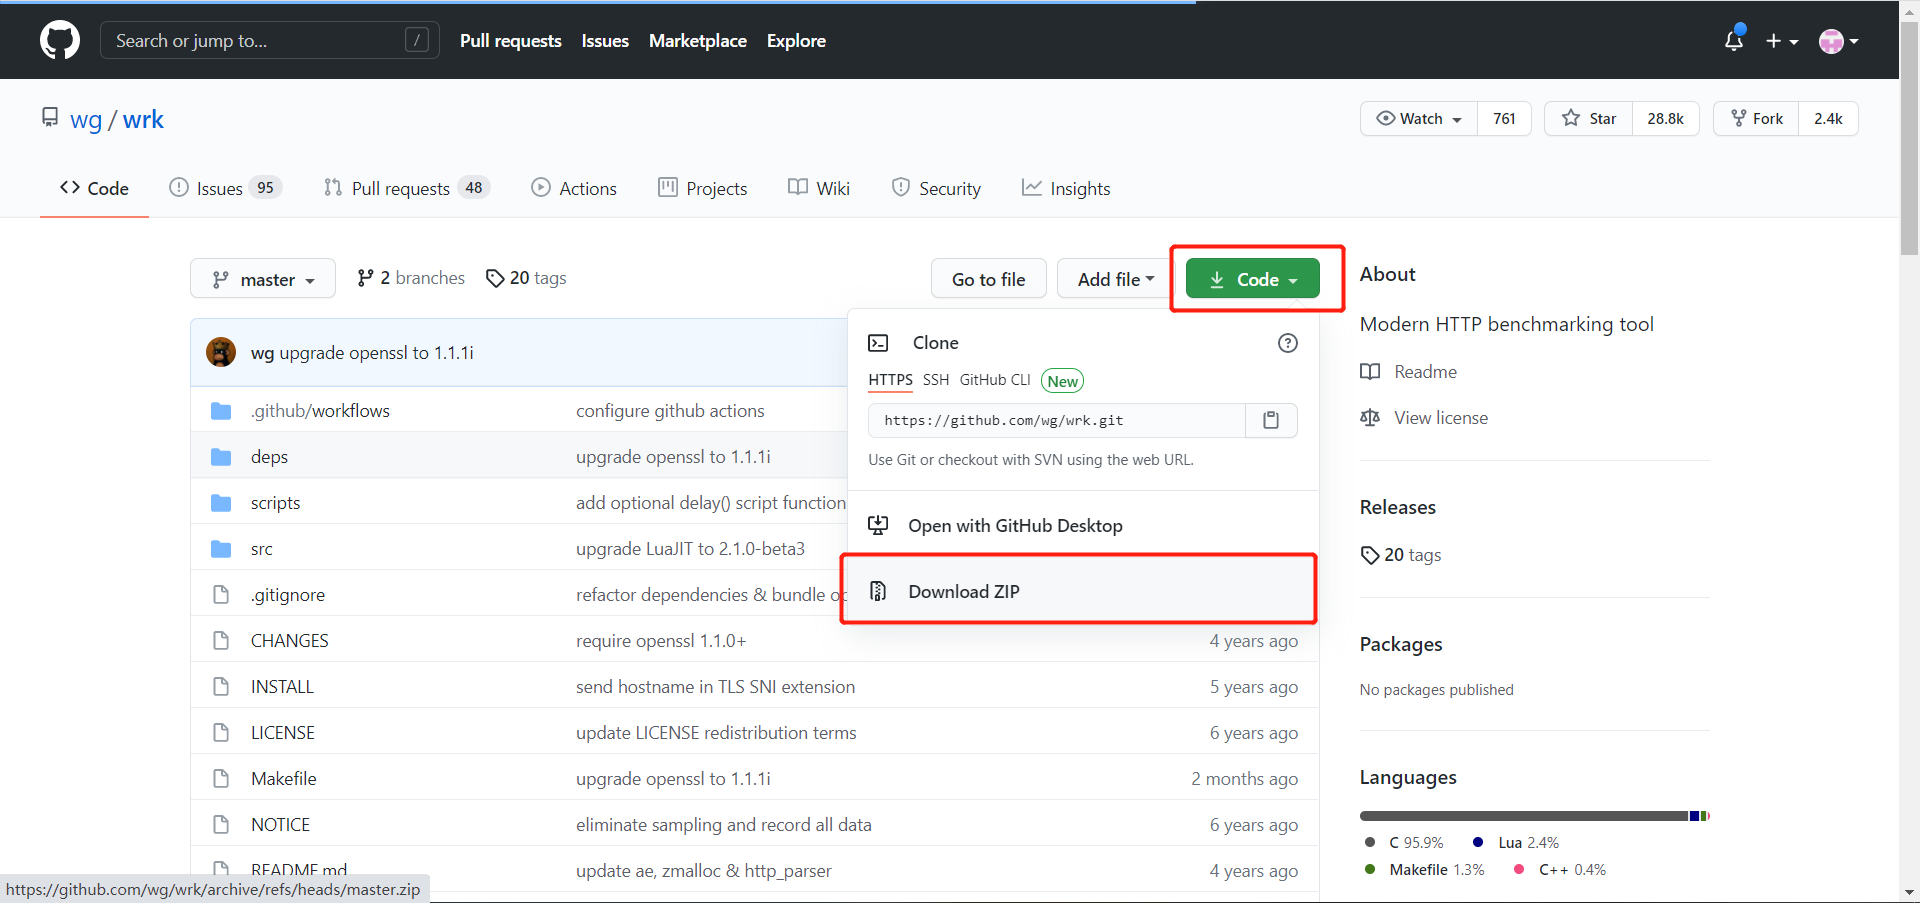 Search or jump to... /
Pull requests Issues Marketplace Explore
wg / wrk
Watch 761 Star 28.8k Fork 2.4k
Code Issues 95 Pull requests 48 Actions Projects Wiki Security Insights
master 2 branches 20 tags Go to file Add file Code
wg upgrade openssl to 1.1.1i
Clone
HTTPS SSH GitHub CLI New
https://github.com/wg/wrk.git
Use Git or checkout with SVN using the web URL.
Open with GitHub Desktop
Download ZIP
.github/workflows configure github actions
deps upgrade openssl to 1.1.1i
scripts add optional delay() script function
src upgrade LuaJIT to 2.1.0-beta3
.gitignore refactor dependencies & bundle
CHANGES require openssl 1.1.0+ 4 years ago
INSTALL send hostname in TLS SNI extension 5 years ago
LICENSE update LICENSE redistribution terms 6 years ago
Makefile upgrade openssl to 1.1.1i 2 months ago
NOTICE eliminate sampling and record all data 6 years ago
README.md update ae, zmalloc & http_parser 4 years ago
About
Modern HTTP benchmarking tool
Readme
View license
Releases
20 tags
Packages
No packages published
Languages
C 95.9% Lua 2.4%
Makefile 1.3% C++ 0.4%
https://github.com/wg/wrk/archive/refs/heads/master.zip